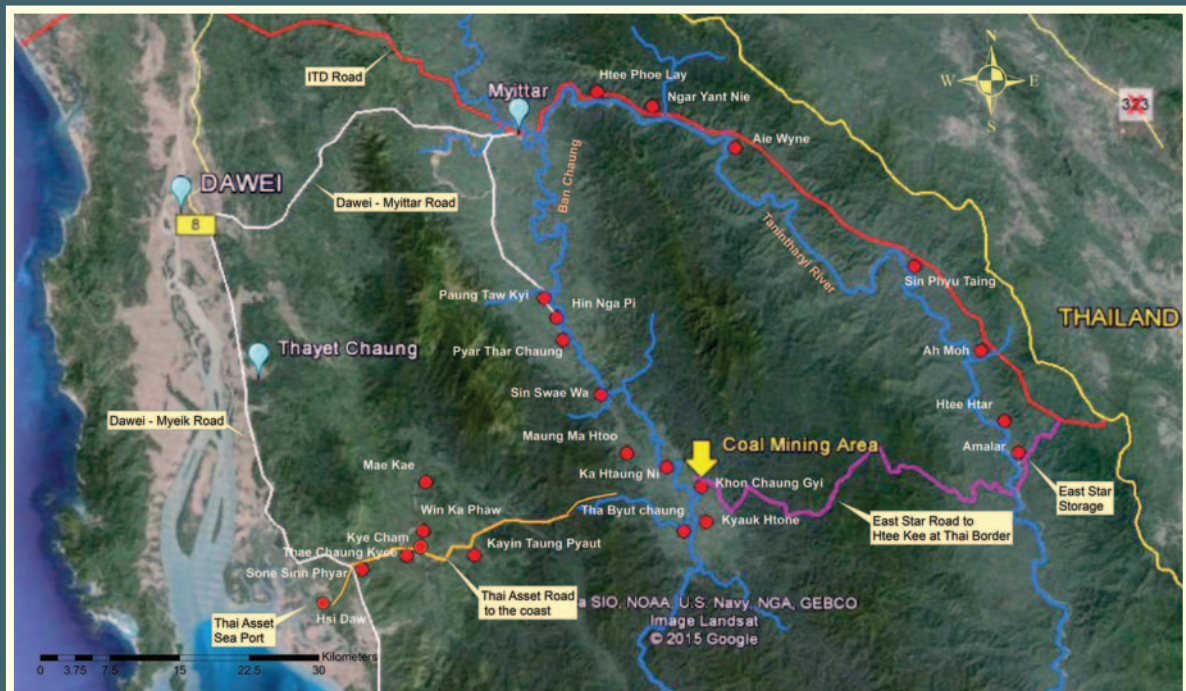 N
W E
S
ITD Road
Htee Phoe Lay
Myittar
Ngar Yant Nie
323
Aie Wyne
DAWEI
8
Dawei - Myittar Road
Ban Chaung
Tanintharyi River
Sin Phyu Taing
Paung Taw Kyi
Hin Nga Pi
THAILAND
Thayet Chaung
Pyar Thar Chaung
Ah Moh
Sin Swae Wa
Dawei - Myeik Road
Htee Htar
Maung Ma Htoo
Coal Mining Area
Amalar
Mae Kae
Ka Htaung Ni
Khon Chaung Gyi
East Star
Storage
Win Ka Phaw
Tha Byut chaung
Kyauk Htone
East Star Road to
Htee Kee at Thai Border
Kye Cham
Thae Chaung Kyce
Kayin Taung Pyaut
Sone Sinn Phyar
Thai Asset Road
to the coast
Hsi Daw
Thai Asset
Sea Port
a SIO, NOAA, U.S. Navy, NGA, GEBCO
Image Landsat
© 2015 Google
Kilometers
0 3.75 7.5 15 22.5 30